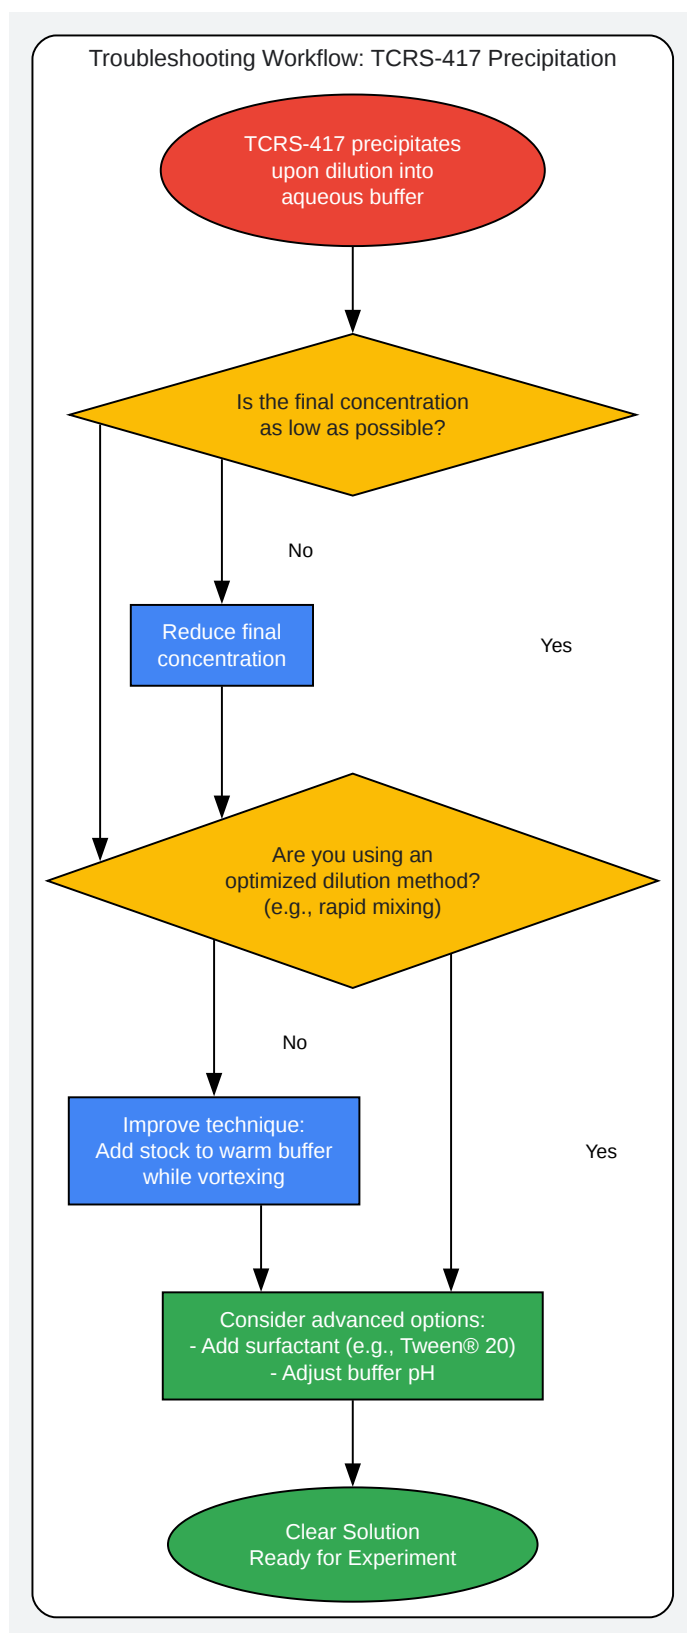 Troubleshooting Workflow: TCRS-417 Precipitation
TCRS-417 precipitates
upon dilution into
aqueous buffer
Is the final concentration
as low as possible?
No
Reduce final
concentration
Yes
Are you using an
optimized dilution method?
(e.g., rapid mixing)
No
Improve technique:
Add stock to warm buffer
while vortexing
Yes
Consider advanced options:
- Add surfactant (e.g., Tween® 20)
- Adjust buffer pH
Clear Solution
Ready for Experiment